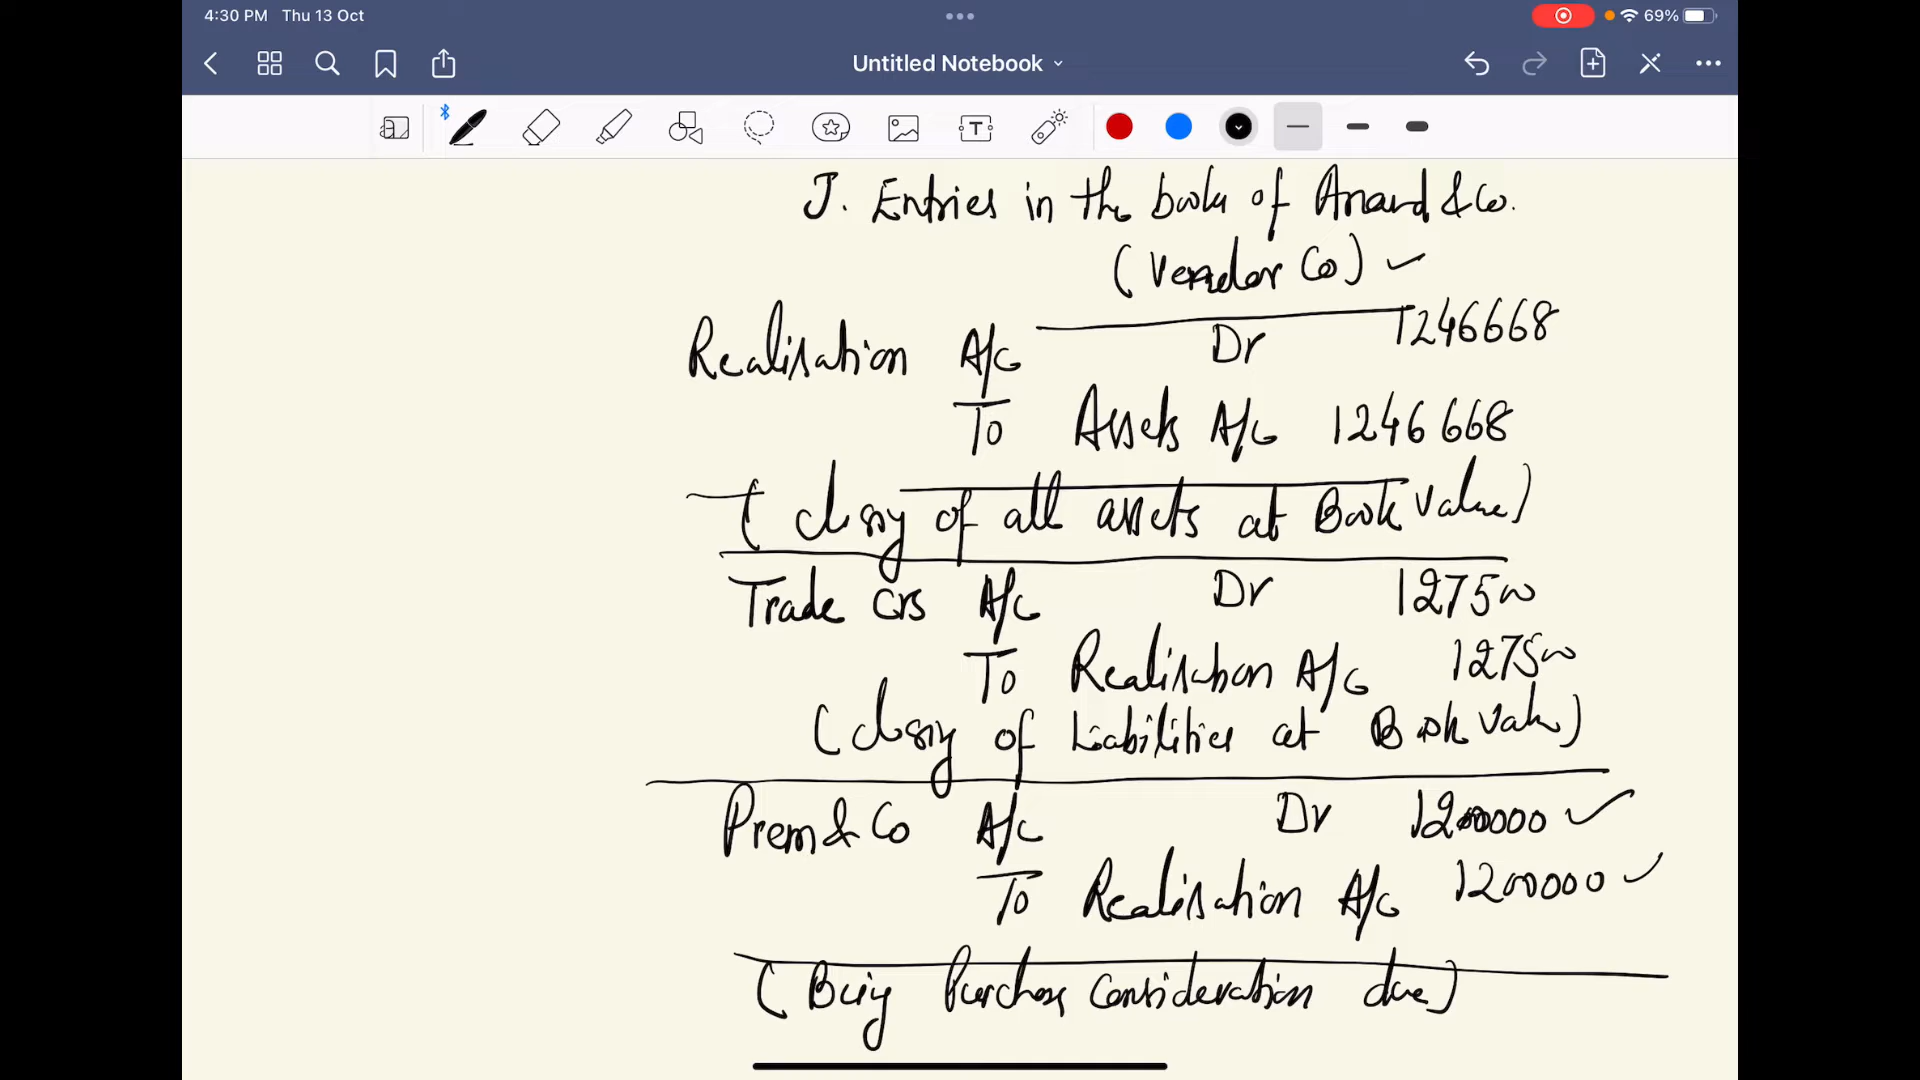 4:30 PM Thu 13 Oct
69%
Untitled Notebook
T
J. Entries in the books of Anand & Co.
(Vendor Co)
Realisation A/c Dr 1246668
To Assets A/c 1246668
(Closing of all assets at Book Value)
Trade Crs A/c Dr 127500
To Realisation A/c 127500
(Closing of Liabilities at Book Value)
Prem & Co A/c Dr 1200000
To Realisation A/c 1200000
(Being Purchase Consideration due)